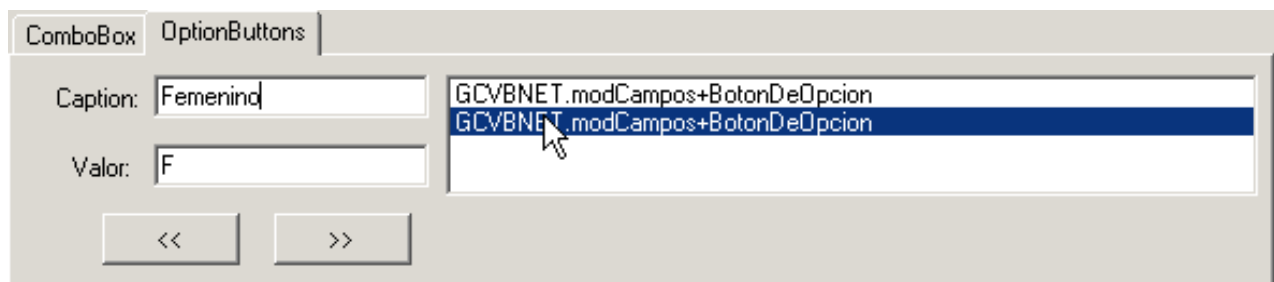 ComboBox OptionButtons
Caption: Femenino
GCVBNET.modCampos+BotonDeOpcion
GCVBNET.modCampos+BotonDeOpcion
Valor: F
<< >>